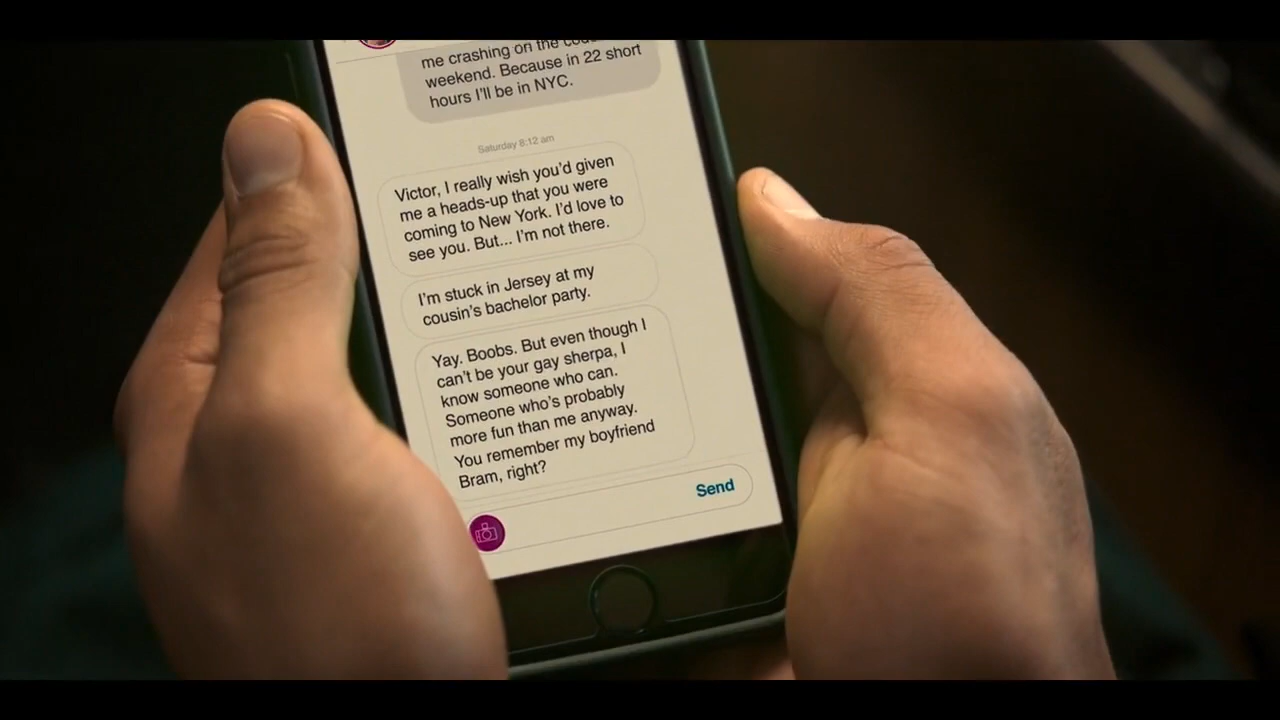 me crashing on the
weekend. Because in 22 short
hours I'll be in NYC.
Saturday 8:12 am
Victor, I really wish you'd given
me a heads-up that you were
coming to New York. I'd love to
see you. But... I'm not there.
I'm stuck in Jersey at my
cousin's bachelor party.
Yay. Boobs. But even though I
can't be your gay sherpa, I
know someone who can.
Someone who's probably
more fun than me anyway.
You remember my boyfriend
Bram, right?
Send